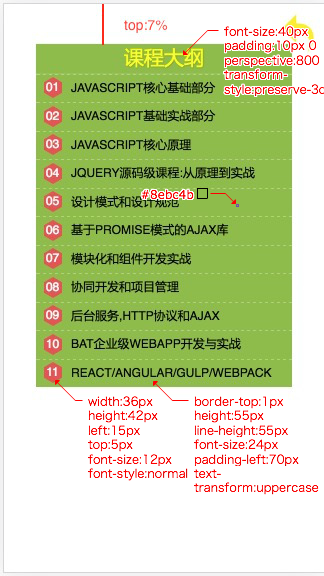 top:7%
font-size:40px
padding:10px 0
perspective:800
transform-
style:preserve-3d
课程大纲
01 JAVASCRIPT核心基础部分
02 JAVASCRIPT基础实战部分
03 JAVASCRIPT核心原理
04 JQUERY源码级课程:从原理到实战
#8ebc4b
05 设计模式和设计规范
06 基于PROMISE模式的AJAX库
07 模块化和组件开发实战
08 协同开发和项目管理
09 后台服务,HTTP协议和AJAX
10 BAT企业级WEBAPP开发与实战
11 REACT/ANGULAR/GULP/WEBPACK
width:36px
height:42px
left:15px
top:5px
font-size:12px
font-style:normal
border-top:1px
height:55px
line-height:55px
font-size:24px
padding-left:70px
text-
transform:uppercase